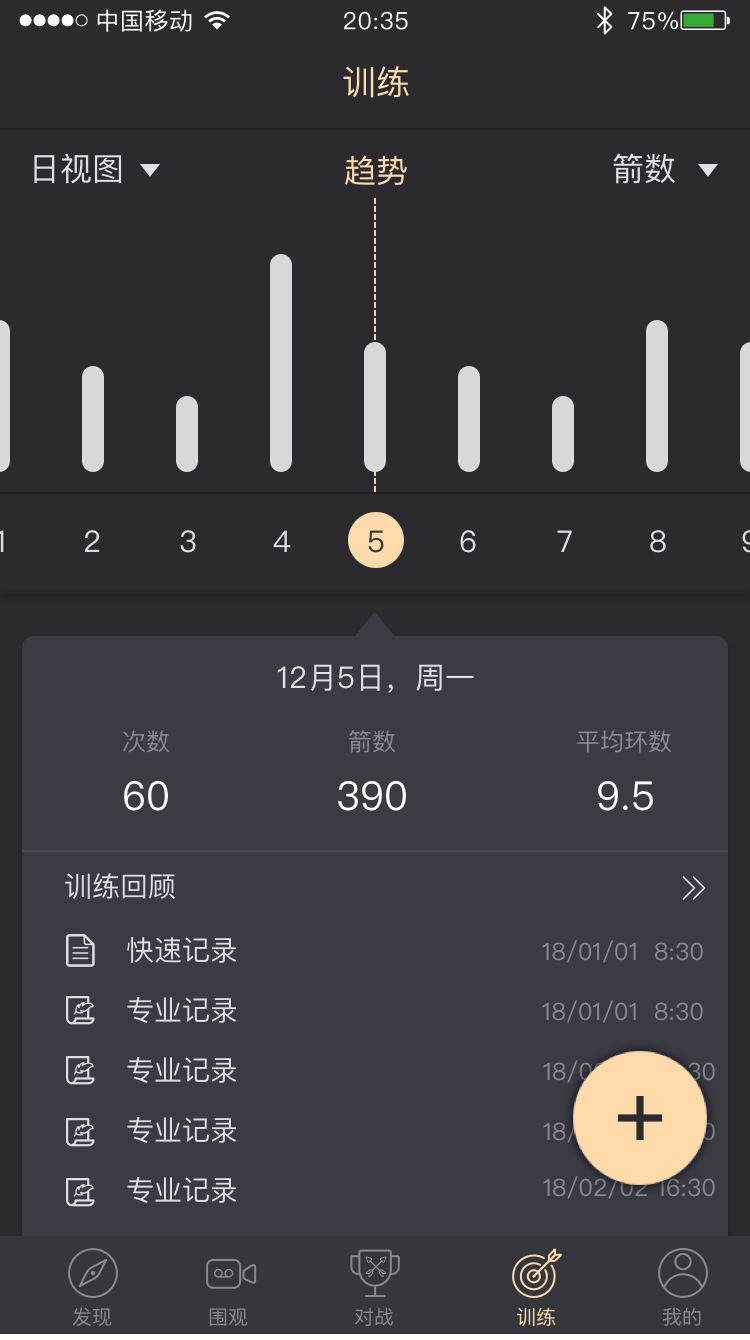 中国移动 20:35 75%
训练
日视图 趋势 箭数
1 2 3 4 5 6 7 8 9
12月5日，周一
次数 箭数 平均环数
60 390 9.5
训练回顾
快速记录 18/01/01 8:30
专业记录 18/01/01 8:30
专业记录 18/0 30
专业记录 18/ 0
专业记录 18/02/02 16:30
发现 围观 对战 训练 我的